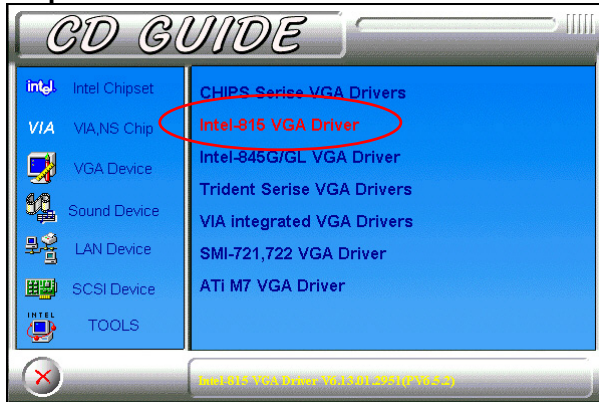 CD GUIDE
intel. Intel Chipset
VIA VIA,NS Chip
VGA Device
Sound Device
LAN Device
SCSI Device
INTEL
TOOLS
CHIPS Serise VGA Drivers
Intel-815 VGA Driver
Intel-845G/GL VGA Driver
Trident Serise VGA Drivers
VIA integrated VGA Drivers
SMI-721,722 VGA Driver
ATi M7 VGA Driver
Intel-815 VGA Driver V6.13.01.2951(PV6.5.2)